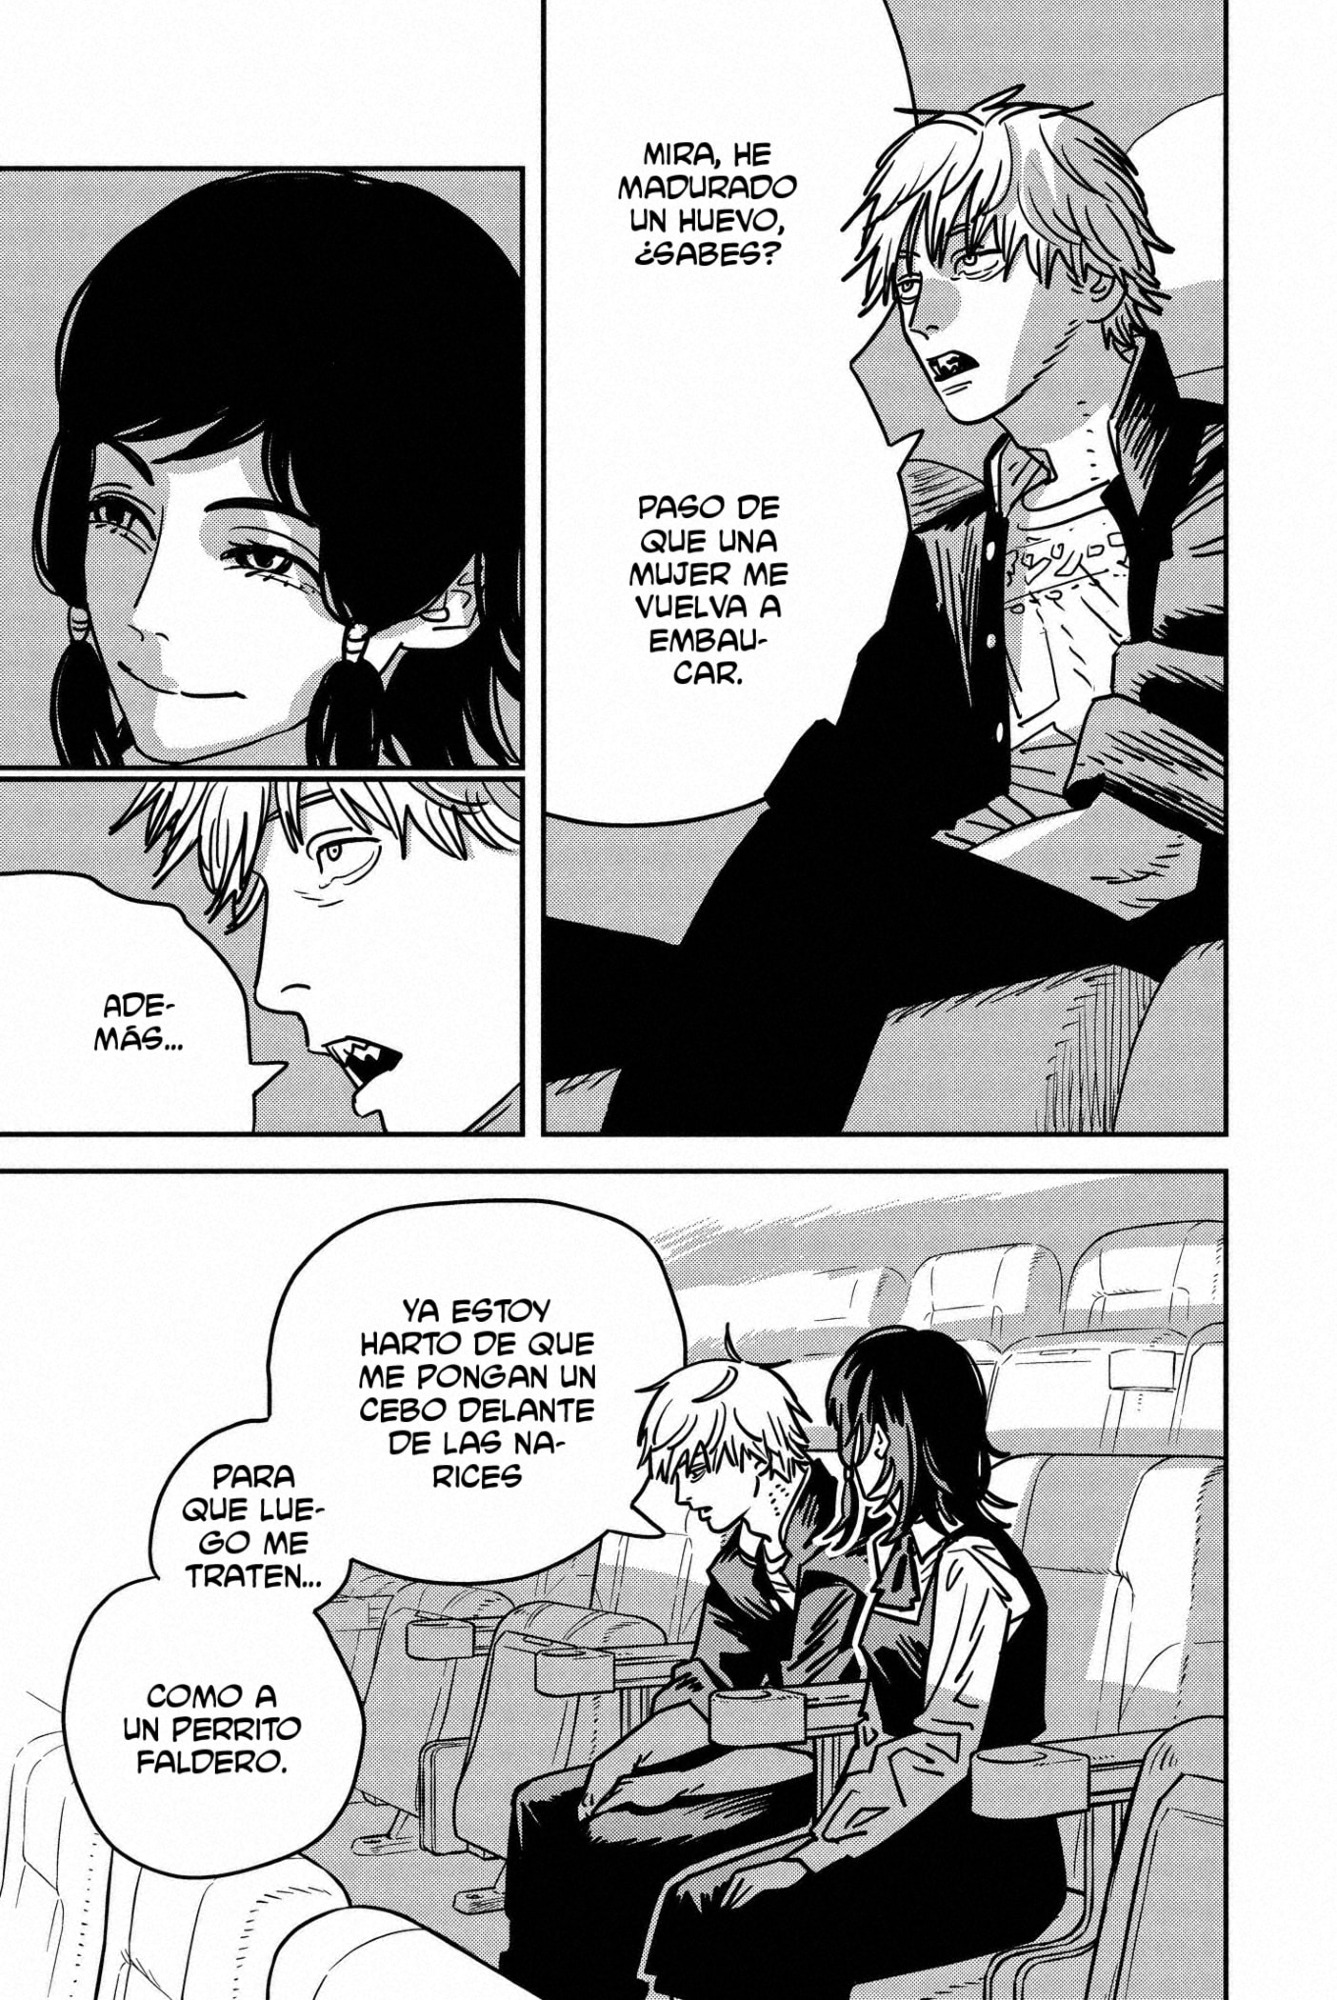 MIRA, HE
MADURADO
UN HUEVO,
¿SABES?
PASO DE
QUE UNA
MUJER ME
VUELVA A
EMBAU-
CAR.
ADE-
MÁS...
YA ESTOY
HARTO DE QUE
ME PONGAN UN
CEBO DELANTE
DE LAS NA-
RICES
PARA
QUE LUE-
GO ME
TRATEN...
COMO A
UN PERRITO
FALDERO.